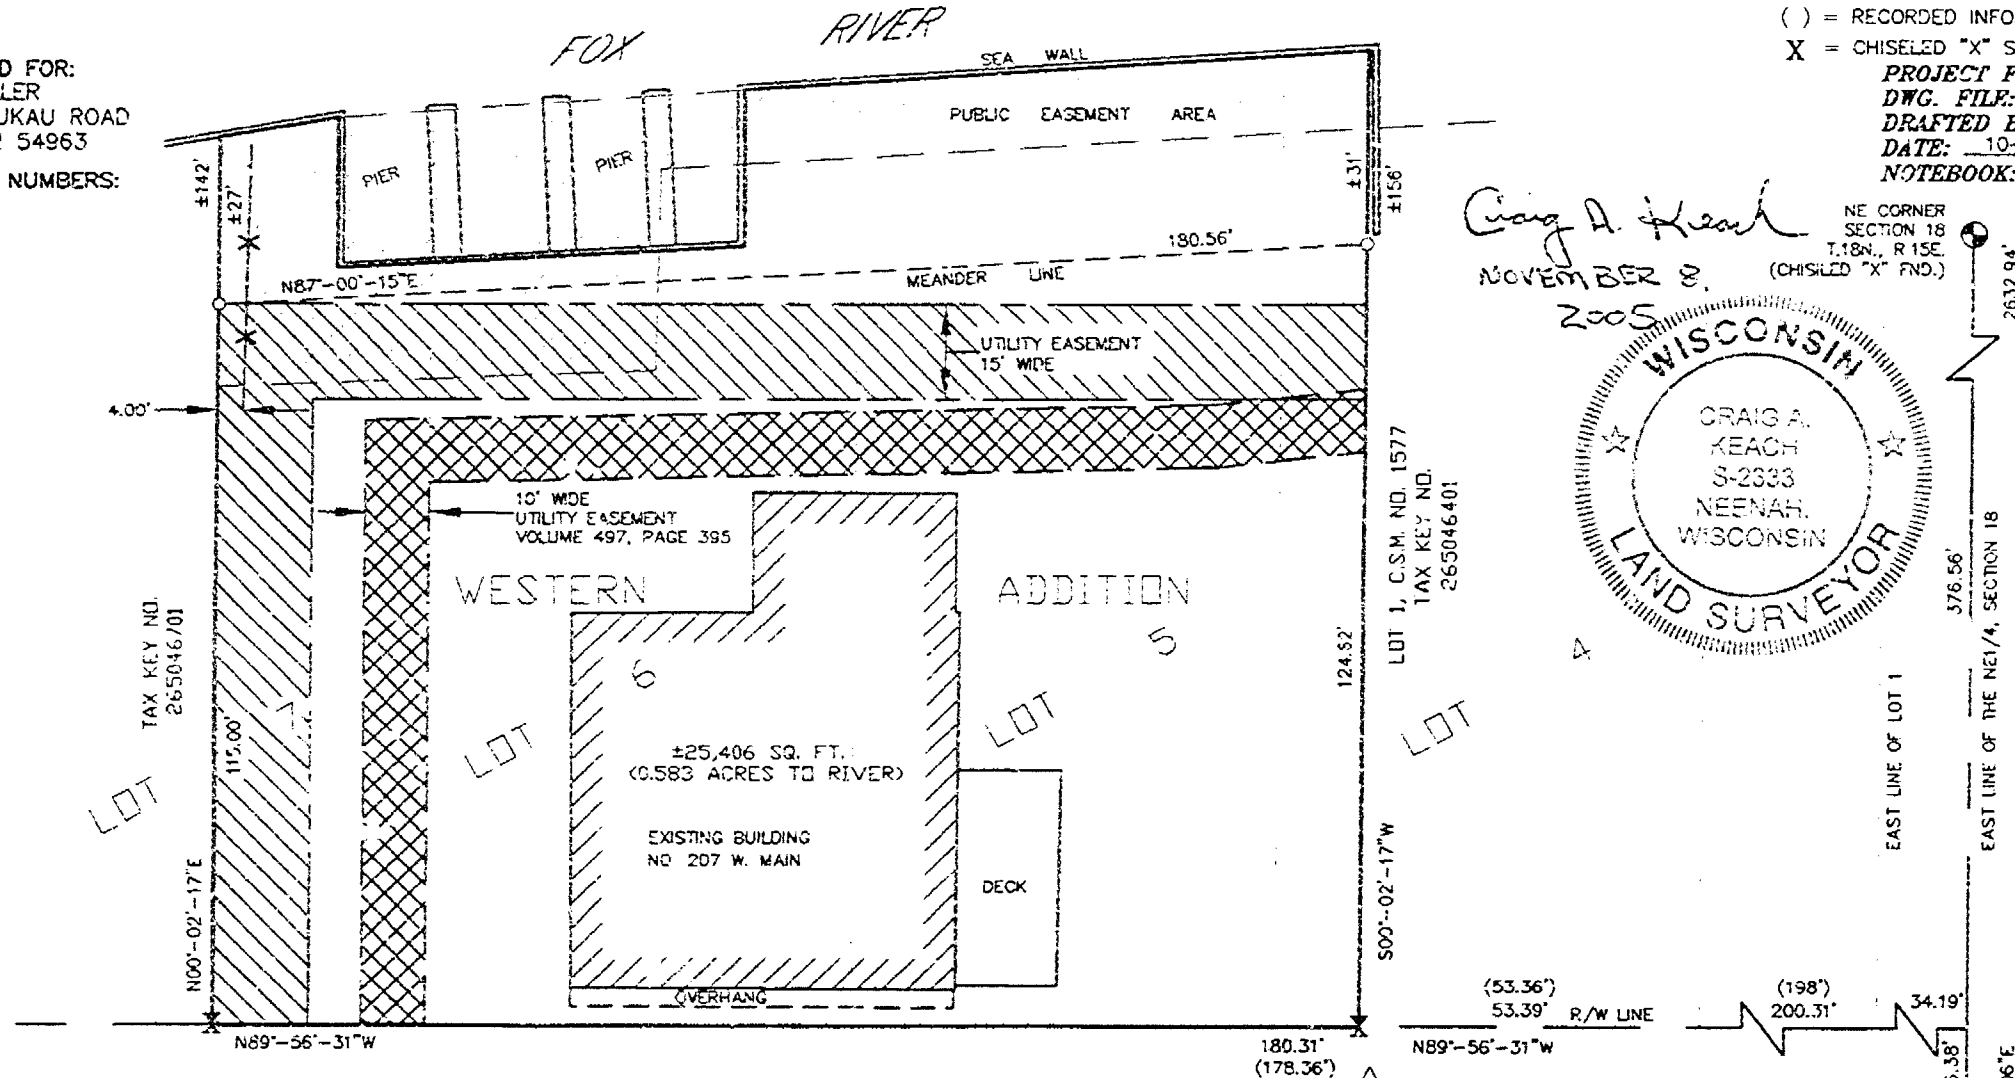 FOX RIVER
SEA WALL
D FOR:
LER
UKAU ROAD
54963
NUMBERS:
( ) = RECORDED INFO
X = CHISELED "X" S
PROJECT F
DWG. FILE:
DRAFTED B
DATE: 10-
NOTEBOOK:
PUBLIC EASEMENT AREA
PIER
PIER
±142'
±27'
±31'
±156'
180.56'
N87°-00'-15"E
MEANDER LINE
Craig A. Keach
NOVEMBER 8,
2005
NE CORNER
SECTION 18
T.18N., R 15E.
(CHISILED "X" FND.)
2632.94'
UTILITY EASEMENT
15' WIDE
4.00'
WISCONSIN
CRAIG A.
KEACH
S-2333
NEENAH,
WISCONSIN
LAND SURVEYOR
10' WIDE
UTILITY EASEMENT
VOLUME 497, PAGE 395
WESTERN ADDITION
LOT 1, C.S.M. NO. 1577
TAX KEY NO.
265046401
TAX KEY NO.
265046701
LOT 7
LOT 6
LOT 5
LOT 4
115.00'
124.52'
376.56'
±25,406 SQ. FT.
(0.583 ACRES TO RIVER)
EXISTING BUILDING
NO 207 W. MAIN
DECK
OVERHANG
EAST LINE OF LOT 1
EAST LINE OF THE NE1/4, SECTION 18
N00°-02'-17"E
S00°-02'-17"W
N89°-56'-31"W
180.31'
(178.36')
(53.36')
53.39'
R/W LINE
N89°-56'-31"W
(198')
200.31'
34.19'